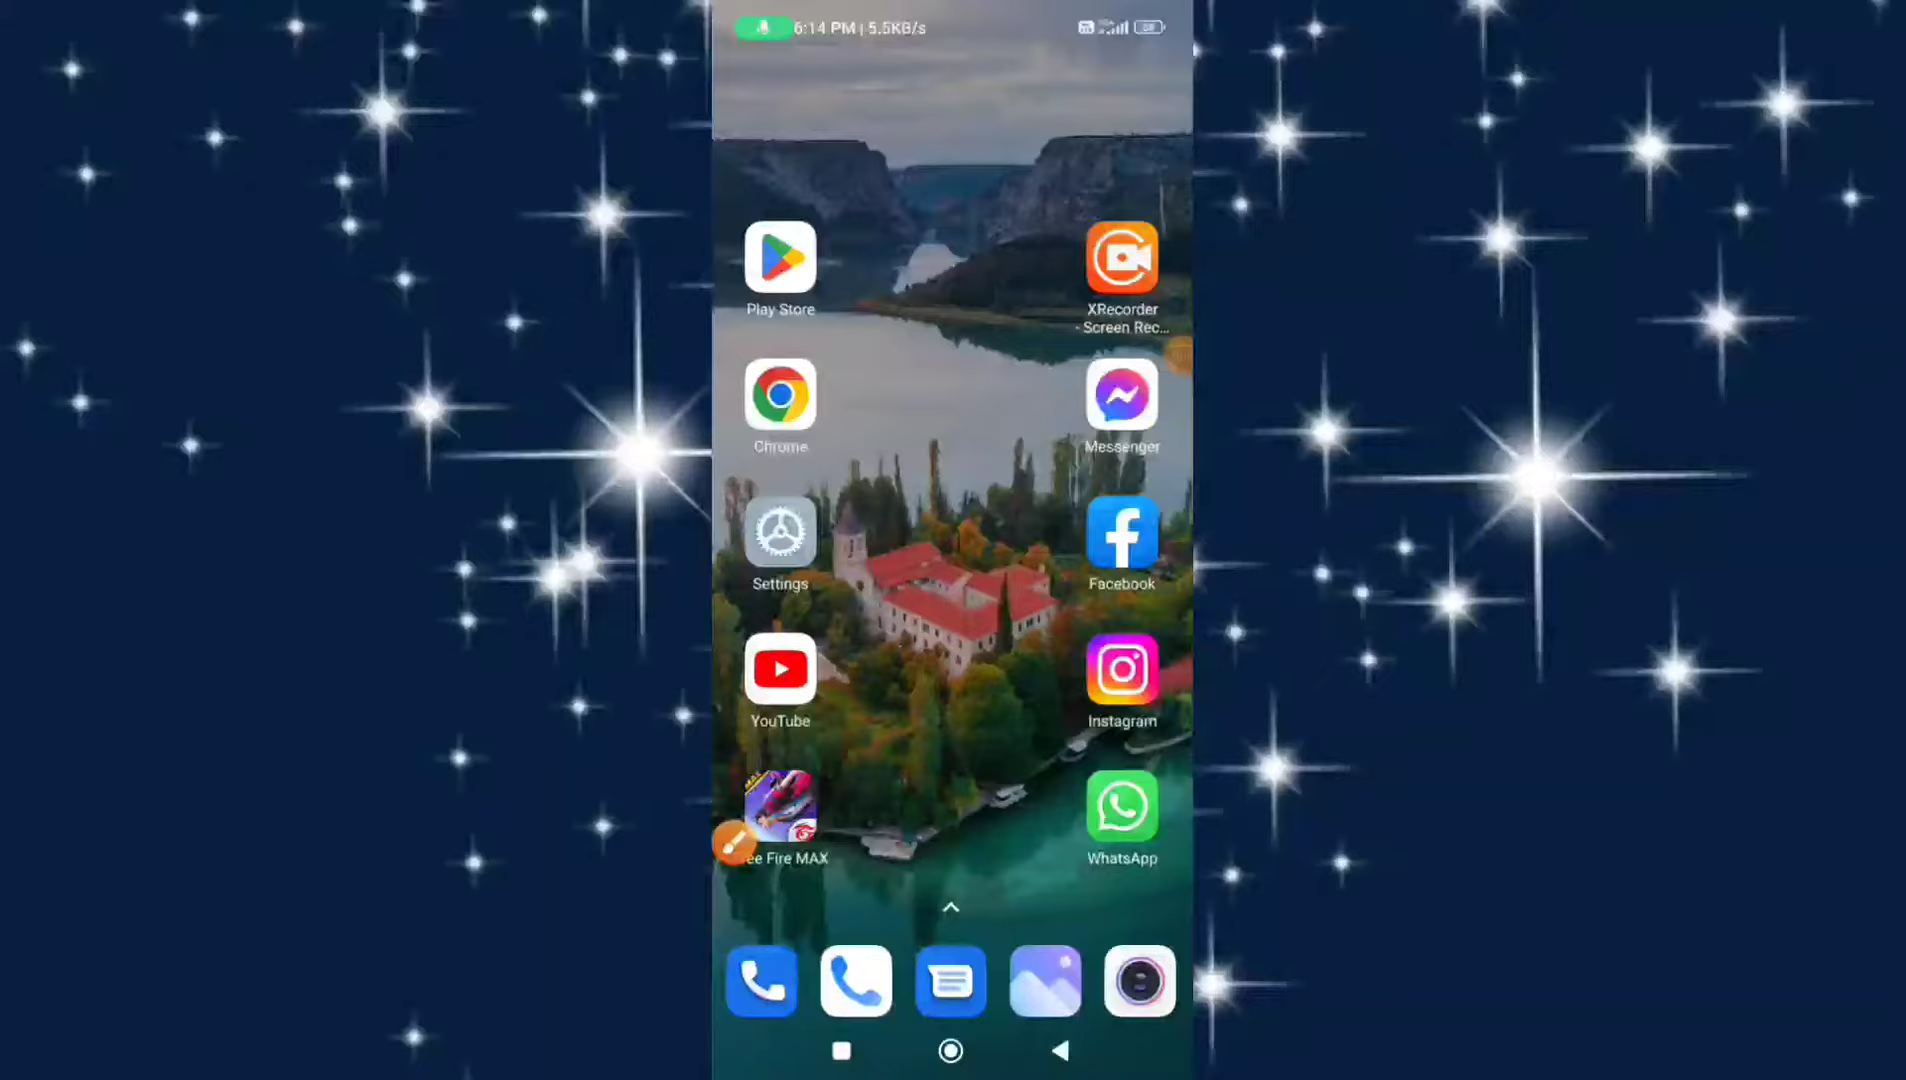 6:14 PM | 5.5KB/s
Play Store
XRecorder
- Screen Rec...
Chrome
Messenger
Settings
Facebook
YouTube
Instagram
ee Fire MAX
WhatsApp